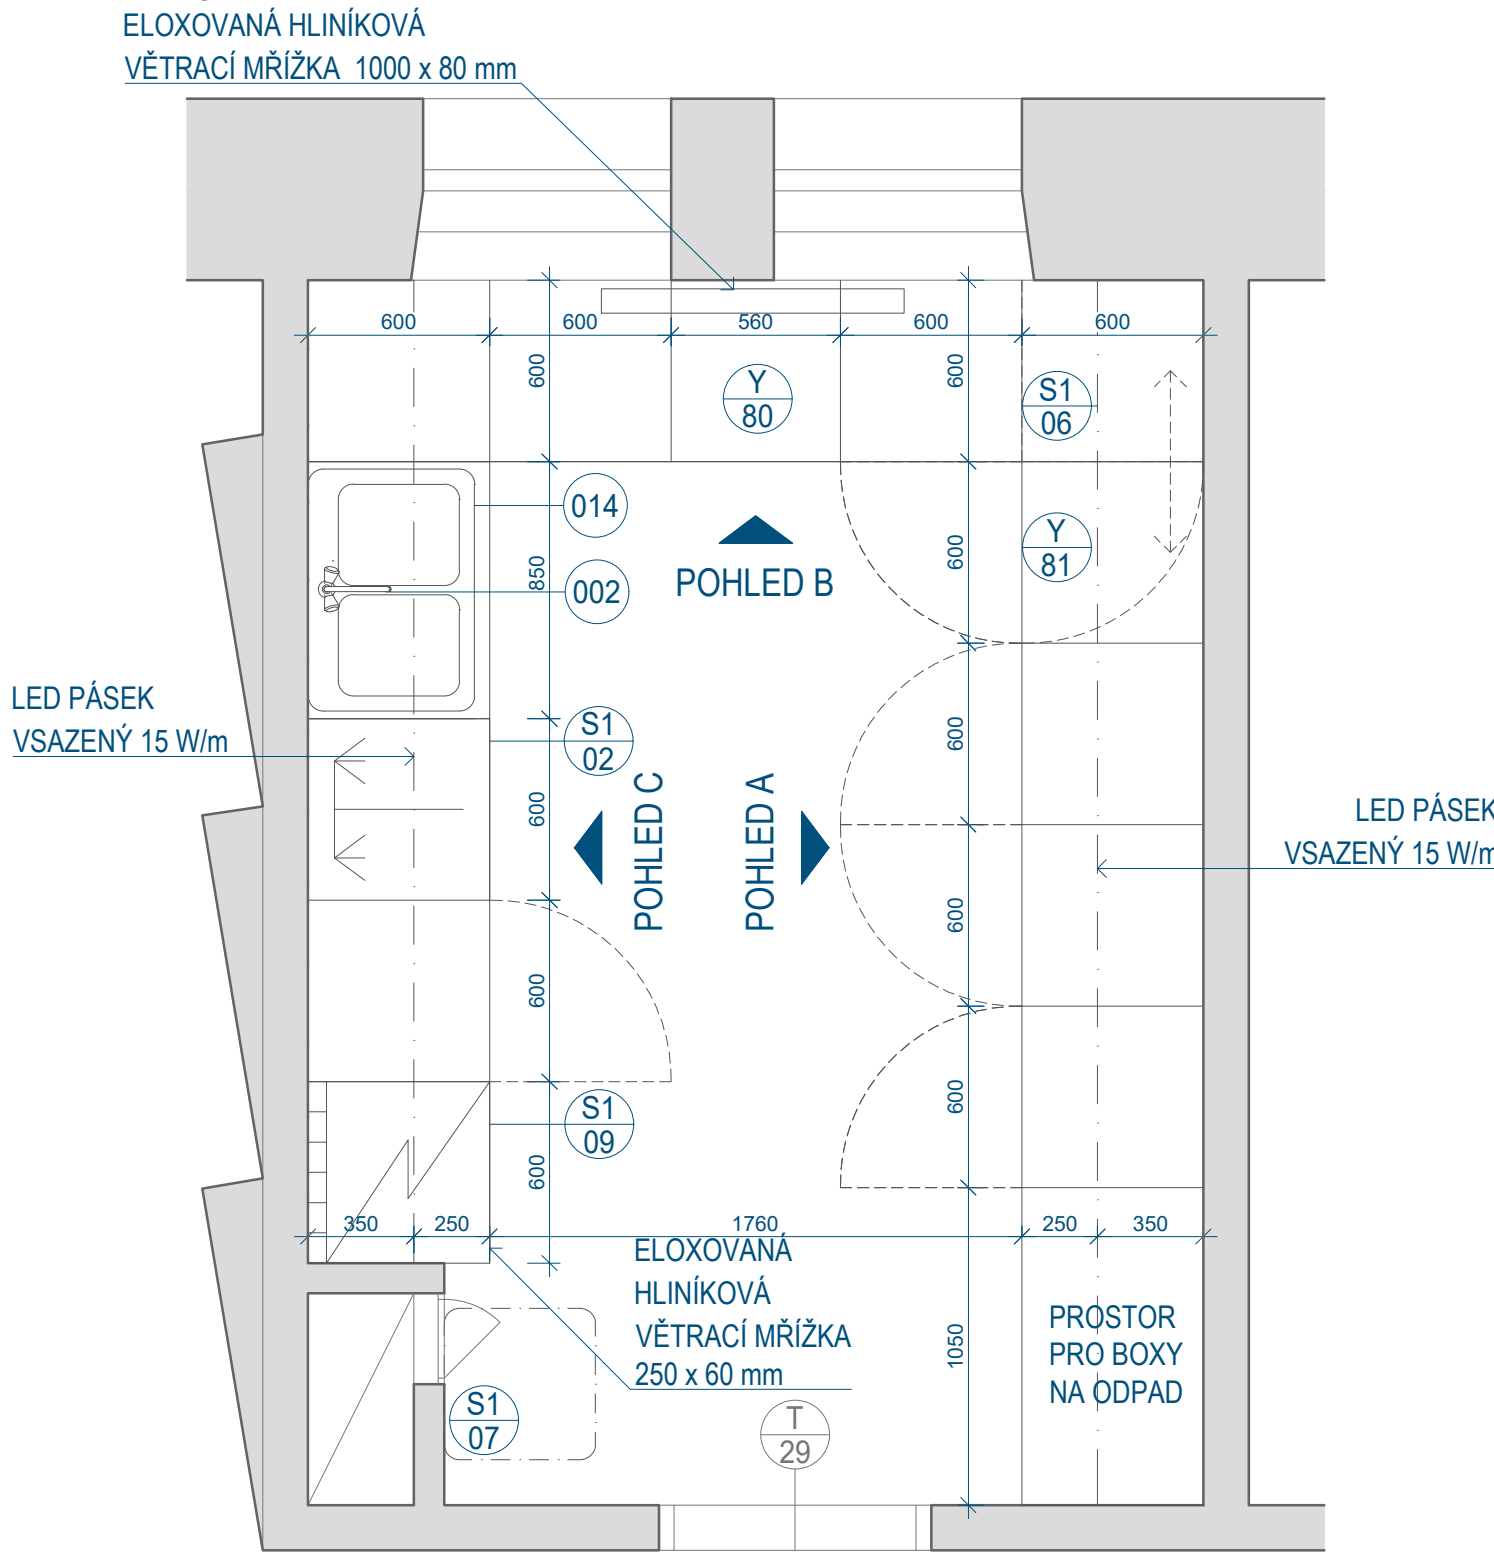 ELOXOVANÁ HLINÍKOVÁ
VĚTRACÍ MŘÍŽKA 1000 x 80 mm
600
600
560
600
600
600
600
Y
80
S1
06
014
850
002
POHLED B
600
Y
81
LED PÁSEK
VSAZENÝ 15 W/m
S1
02
600
600
POHLED C
POHLED A
LED PÁSEK
VSAZENÝ 15 W/m
600
600
600
S1
09
600
350
250
1760
250
350
ELOXOVANÁ
HLINÍKOVÁ
VĚTRACÍ MŘÍŽKA
250 x 60 mm
1050
PROSTOR
PRO BOXY
NA ODPAD
S1
07
T
29